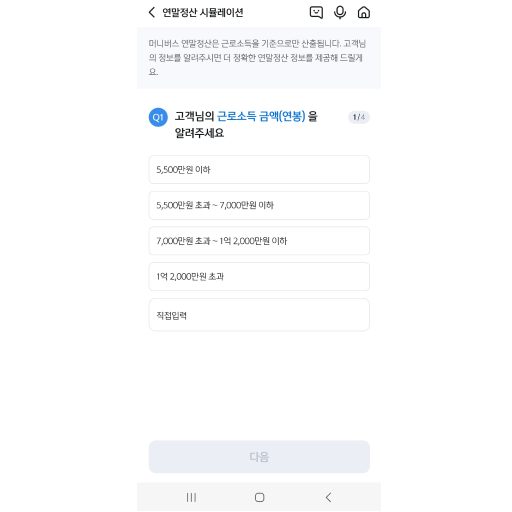 연말정산 시뮬레이션
머니버스 연말정산은 근로소득을 기준으로만 산출됩니다. 고객님
의 정보를 알려주시면 더 정확한 연말정산 정보를 제공해 드릴게
요.
Q1 고객님의 근로소득 금액(연봉) 을 1/4
알려주세요
5,500만원 이하
5,500만원 초과 ~ 7,000만원 이하
7,000만원 초과 ~ 1억 2,000만원 이하
1억 2,000만원 초과
직접입력
다음